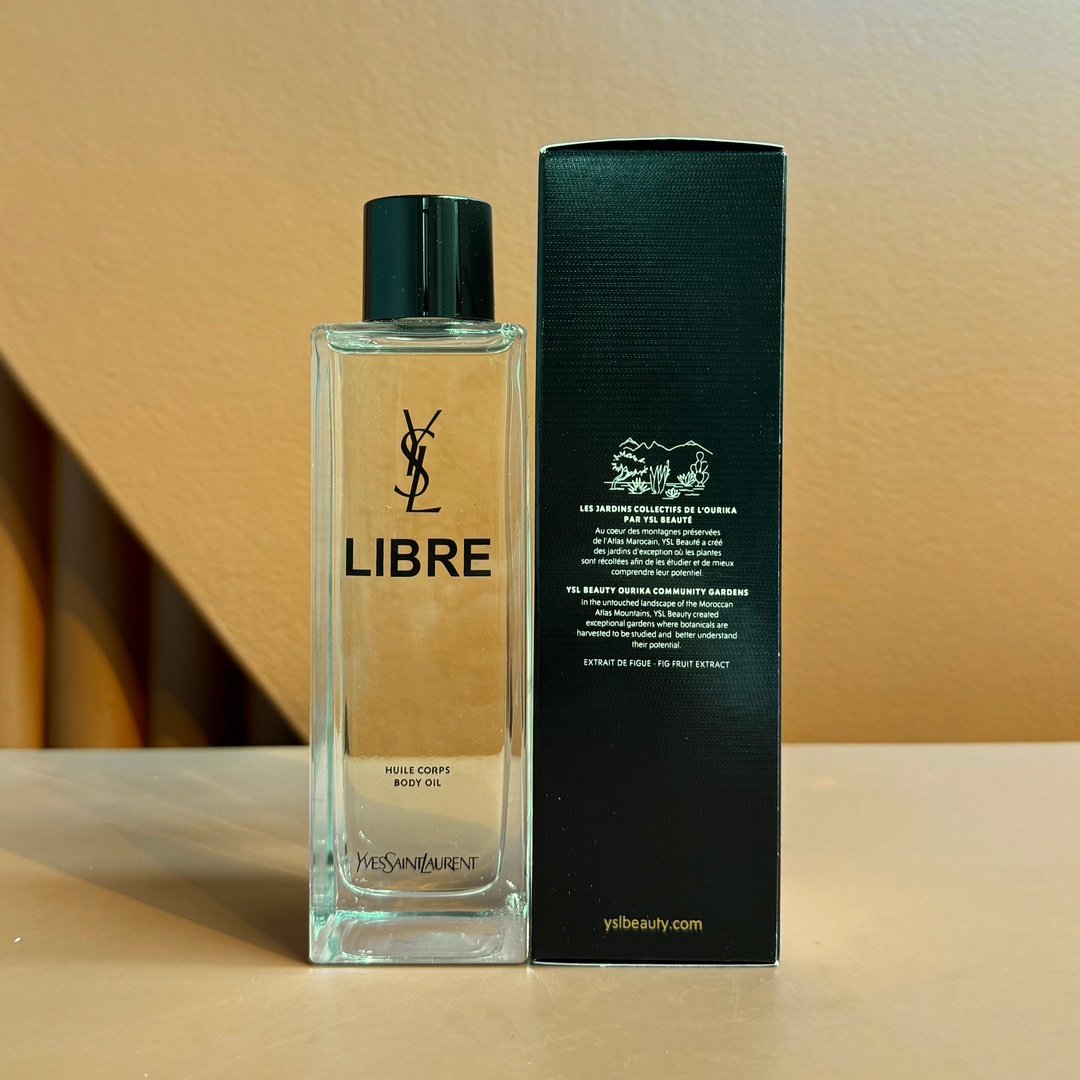 YSL
LIBRE
HUILE CORPS
BODY OIL
YVESSAINTLAURENT
LES JARDINS COLLECTIFS DE L'OURIKA
PAR YSL BEAUTÉ
Au coeur des montagnes préservées
de l'Atlas Marocain, YSL Beauté a créé
des jardins d'exception où les plantes
sont récoltées afin de les étudier et de mieux
comprendre leur potentiel.
YSL BEAUTY OURIKA COMMUNITY GARDENS
In the untouched landscape of the Moroccan
Atlas Mountains, YSL Beauty created
exceptional gardens where botanicals are
harvested to be studied and better understand
their potential.
EXTRAIT DE FIGUE · FIG FRUIT EXTRACT
yslbeauty.com